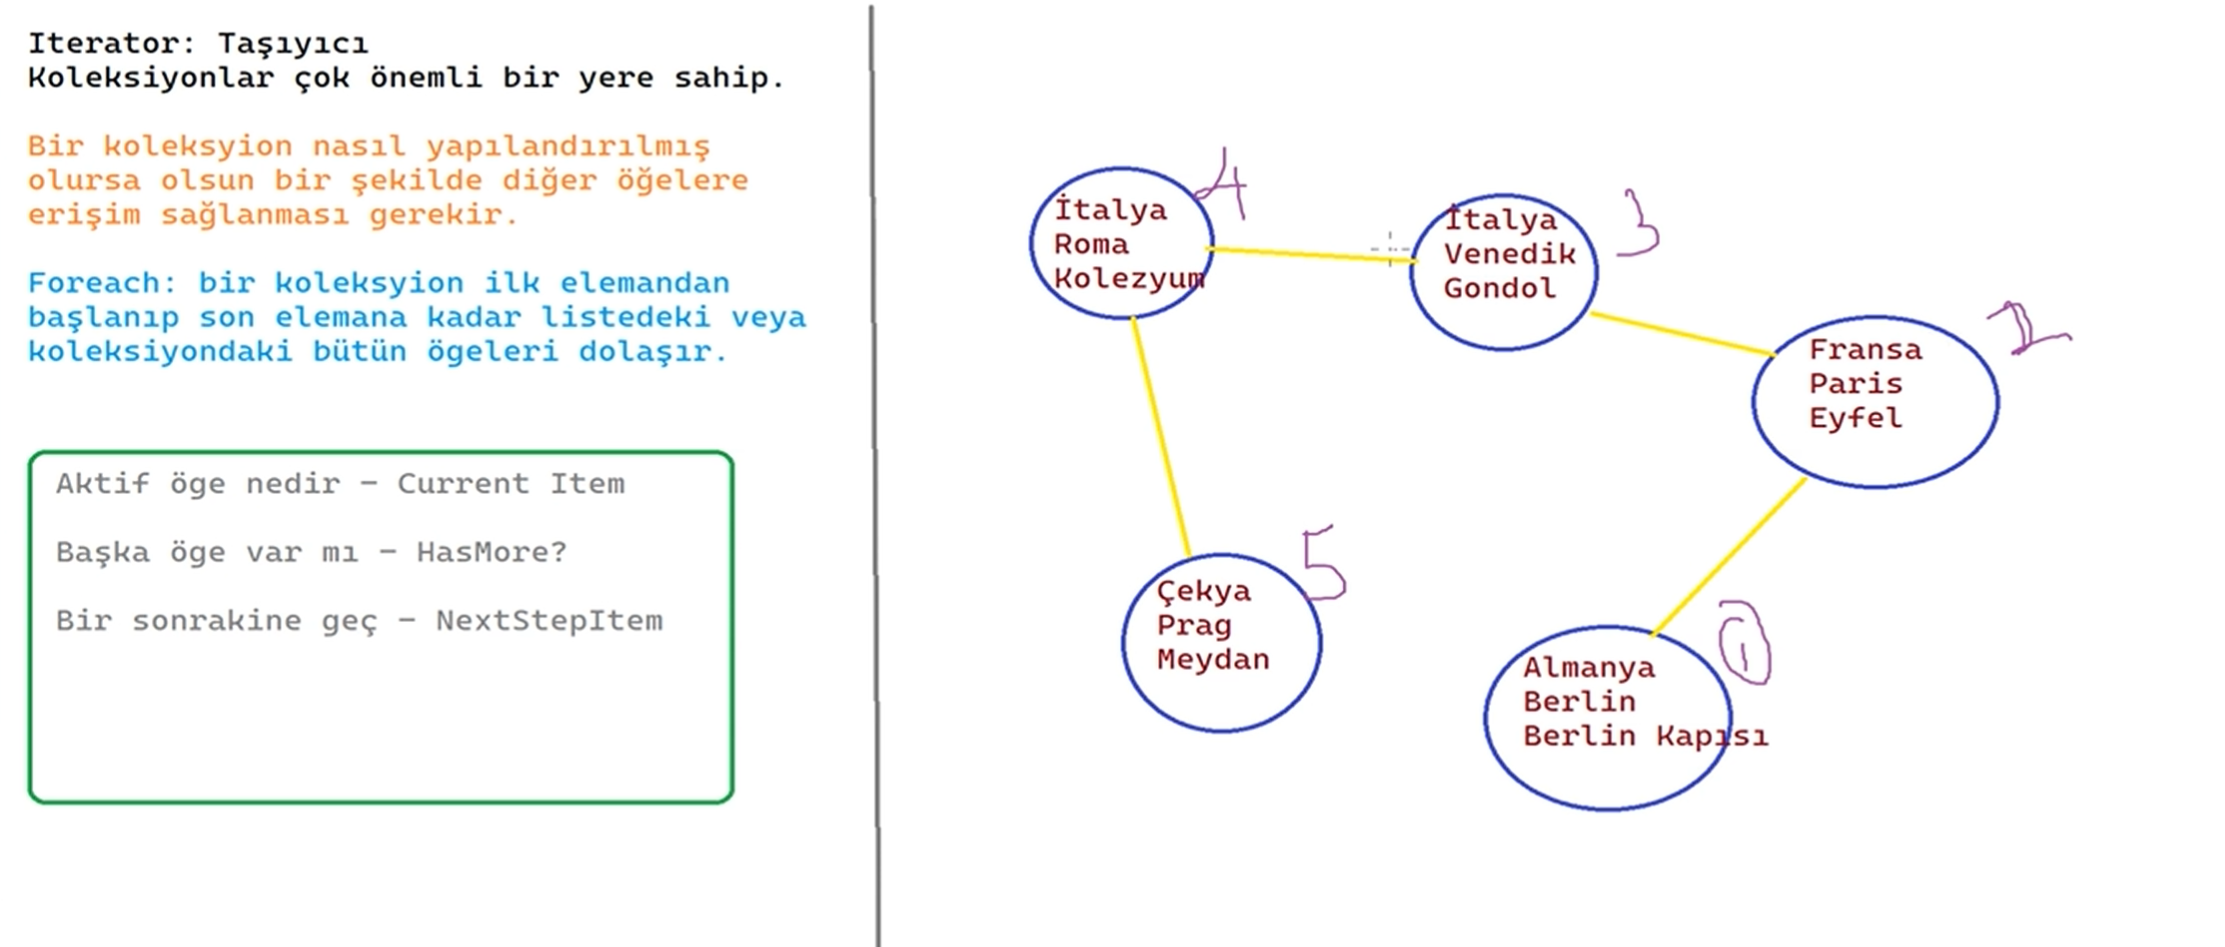 Iterator: Taşıyıcı
Koleksiyonlar çok önemli bir yere sahip.
Bir koleksyion nasıl yapılandırılmış
olursa olsun bir şekilde diğer öğelere
erişim sağlanması gerekir.
Foreach: bir koleksyion ilk elemandan
başlanıp son elemana kadar listedeki veya
koleksiyondaki bütün ögeleri dolaşır.
Aktif öge nedir - Current Item
Başka öge var mı - HasMore?
Bir sonrakine geç - NextStepItem
4
İtalya
Roma
Kolezyum
3
İtalya
Venedik
Gondol
2
Fransa
Paris
Eyfel
5
Çekya
Prag
Meydan
1
Almanya
Berlin
Berlin Kapısı